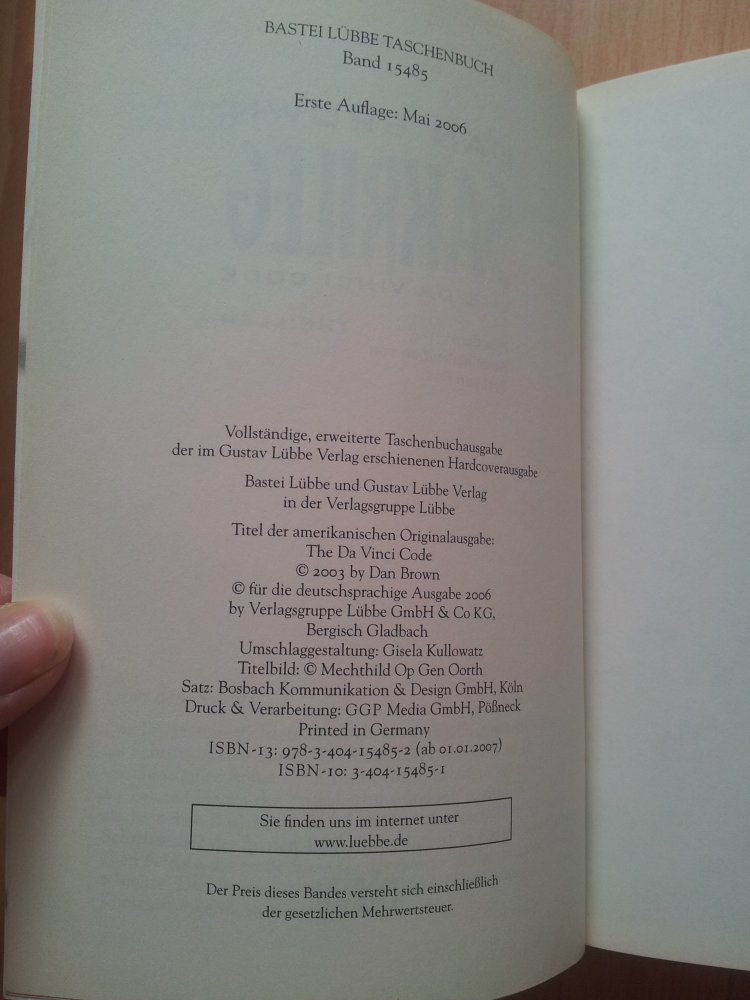 BASTEI LÜBBE TASCHENBUCH
Band 15485
Erste Auflage: Mai 2006
Vollständige, erweiterte Taschenbuchausgabe
der im Gustav Lübbe Verlag erschienenen Hardcoverausgabe
Bastei Lübbe und Gustav Lübbe Verlag
in der Verlagsgruppe Lübbe
Titel der amerikanischen Originalausgabe:
The Da Vinci Code
© 2003 by Dan Brown
© für die deutschsprachige Ausgabe 2006
by Verlagsgruppe Lübbe GmbH & Co KG,
Bergisch Gladbach
Umschlaggestaltung: Gisela Kullowatz
Titelbild: © Mechthild Op Gen Oorth
Satz: Bosbach Kommunikation & Design GmbH, Köln
Druck & Verarbeitung: GGP Media GmbH, Pößneck
Printed in Germany
ISBN-13: 978-3-404-15485-2 (ab 01.01.2007)
ISBN-10: 3-404-15485-1
Sie finden uns im internet unter
www.luebbe.de
Der Preis dieses Bandes versteht sich einschließlich
der gesetzlichen Mehrwertsteuer.